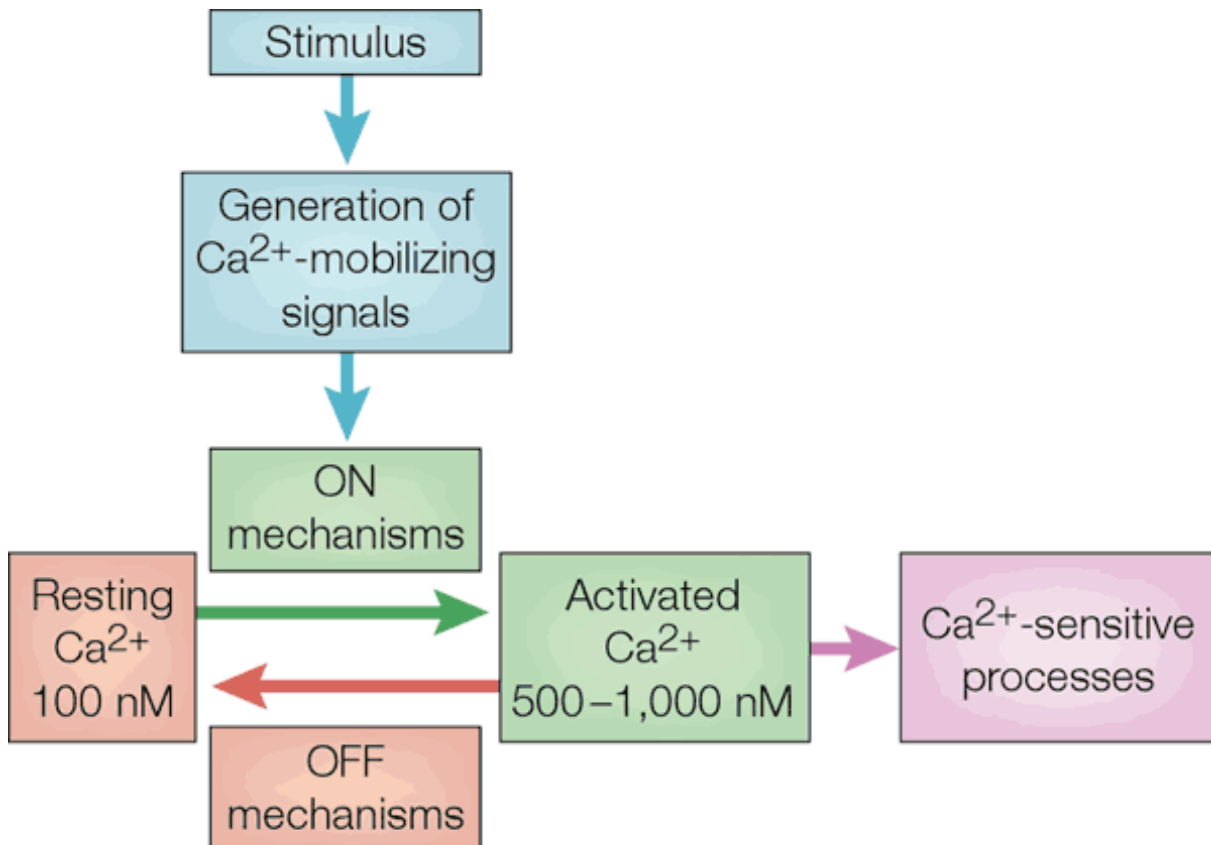 Stimulus
Generation of
Ca²⁺-mobilizing
signals
ON
mechanisms
Resting
Ca²⁺
100 nM
Activated
Ca²⁺
500–1,000 nM
Ca²⁺-sensitive
processes
OFF
mechanisms